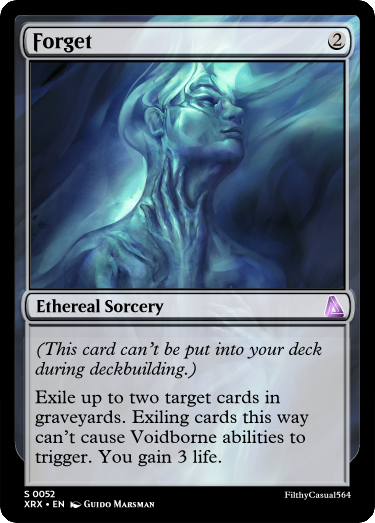 Forget
2
Ethereal Sorcery
(This card can't be put into your deck
during deckbuilding.)
Exile up to two target cards in
graveyards. Exiling cards this way
can't cause Voidborne abilities to
trigger. You gain 3 life.
S 0052
XRX • EN Guido Marsman
FilthyCasual564